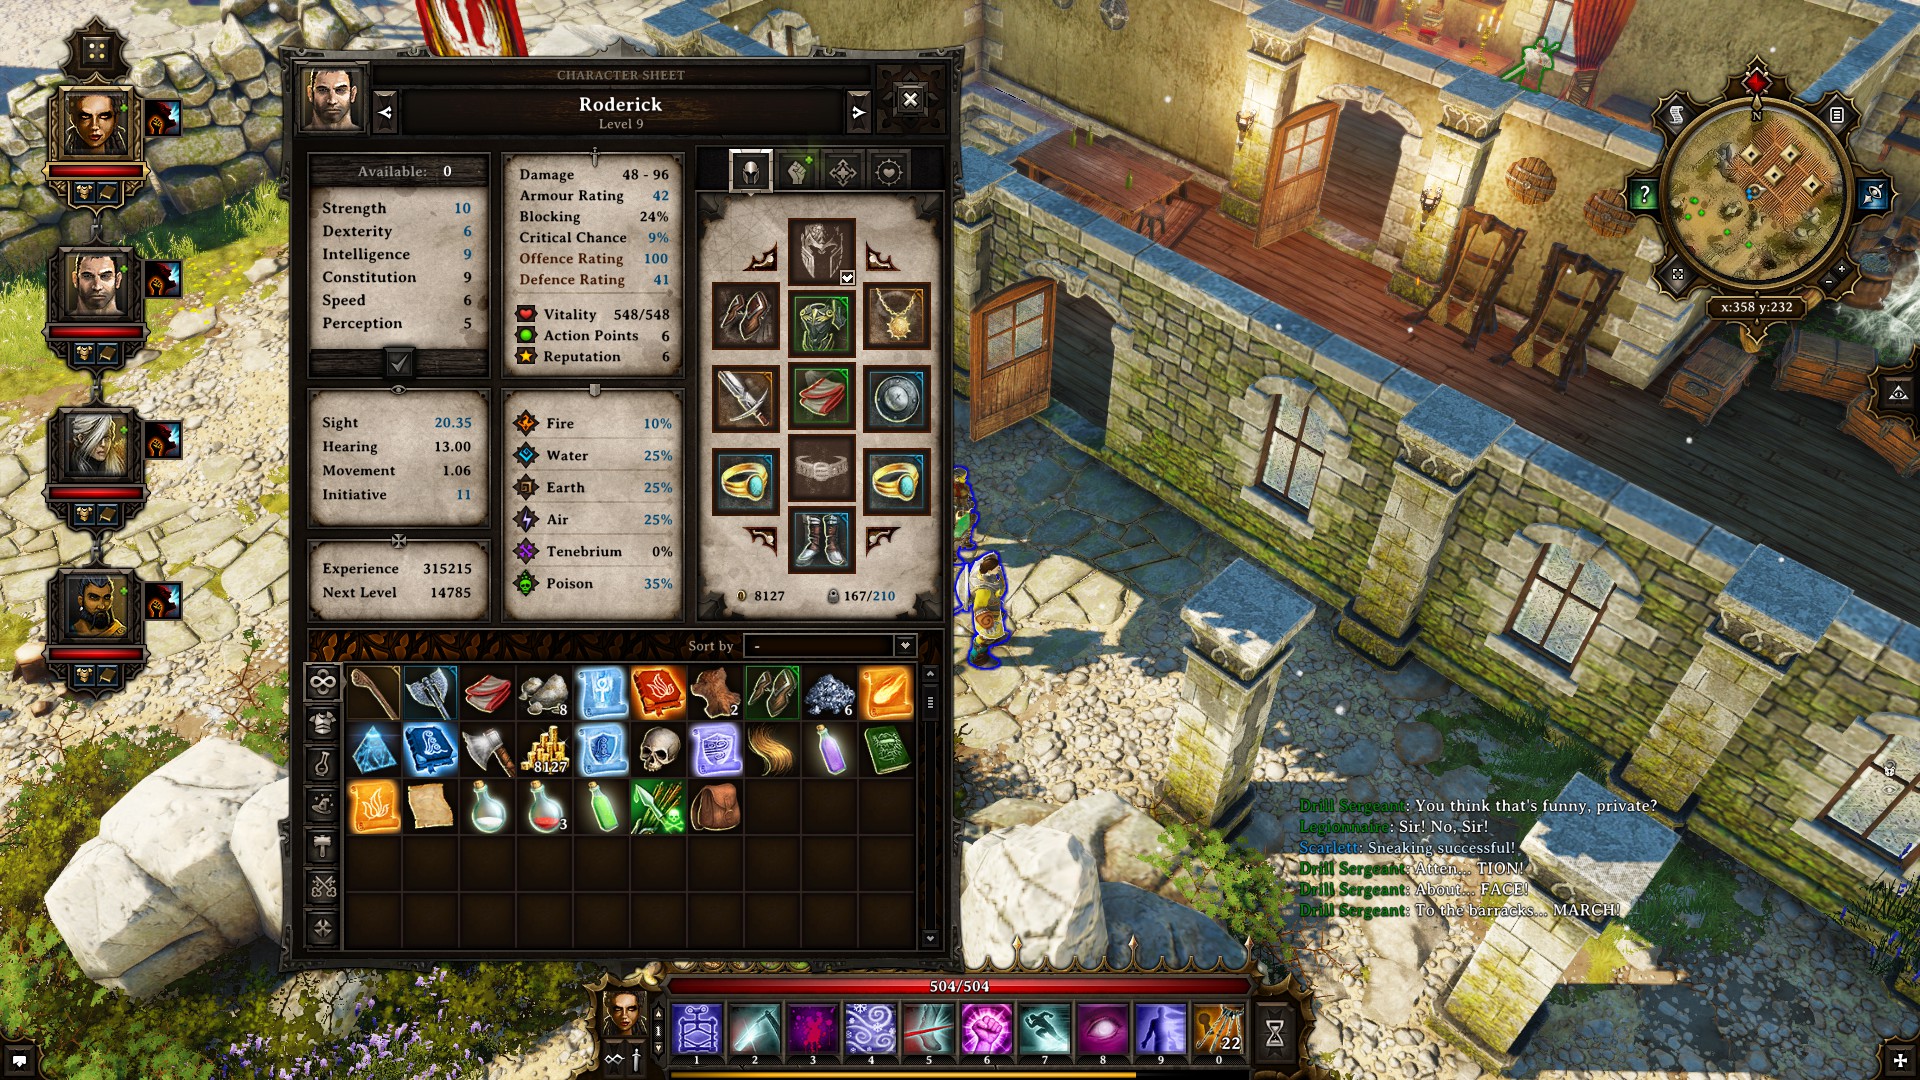 CHARACTER SHEET
Roderick
Level 9
Available: 0
Strength 10
Dexterity 6
Intelligence 9
Constitution 9
Speed 6
Perception 5
Damage 48 - 96
Armour Rating 42
Blocking 24%
Critical Chance 9%
Offence Rating 100
Defence Rating 41
Vitality 548/548
Action Points 6
Reputation 6
Sight 20.35
Hearing 13.00
Movement 1.06
Initiative 11
Fire 10%
Water 25%
Earth 25%
Air 25%
Tenebrium 0%
Poison 35%
Experience 315215
Next Level 14785
8127
167/210
Sort by -
8
2
6
8127
3
N
?
x:358 y:232
Drill Sergeant: You think that's funny, private?
Legionnaire: Sir! No, Sir!
Scarlett: Sneaking successful!
Drill Sergeant: Atten... TION!
Drill Sergeant: About... FACE!
Drill Sergeant: To the barracks... MARCH!
504/504
1
22
1 2 3 4 5 6 7 8 9 0